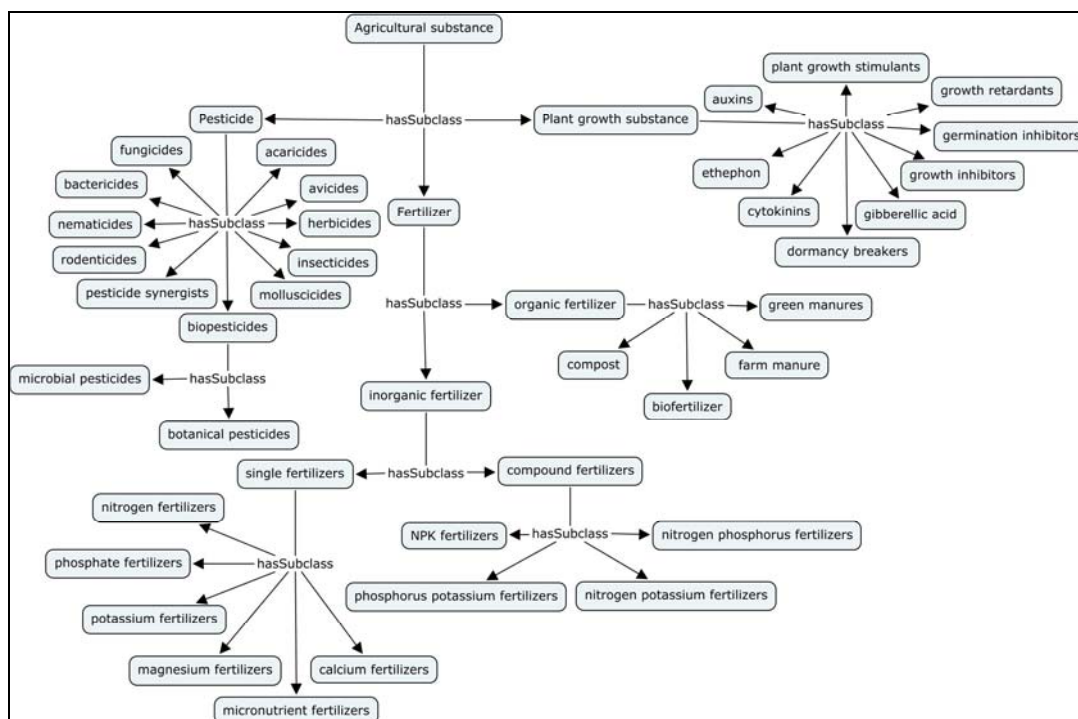 Agricultural substance
plant growth stimulants
auxins
growth retardants
Pesticide
hasSubclass
Plant growth substance
hasSubclass
germination inhibitors
fungicides
acaricides
ethephon
growth inhibitors
bactericides
avicides
cytokinins
gibberellic acid
nematicides
hasSubclass
herbicides
Fertilizer
dormancy breakers
rodenticides
insecticides
pesticide synergists
molluscicides
hasSubclass
organic fertilizer
hasSubclass
green manures
biopesticides
compost
farm manure
microbial pesticides
hasSubclass
inorganic fertilizer
biofertilizer
botanical pesticides
single fertilizers
hasSubclass
compound fertilizers
nitrogen fertilizers
NPK fertilizers
hasSubclass
nitrogen phosphorus fertilizers
phosphate fertilizers
hasSubclass
phosphorus potassium fertilizers
nitrogen potassium fertilizers
potassium fertilizers
magnesium fertilizers
calcium fertilizers
micronutrient fertilizers